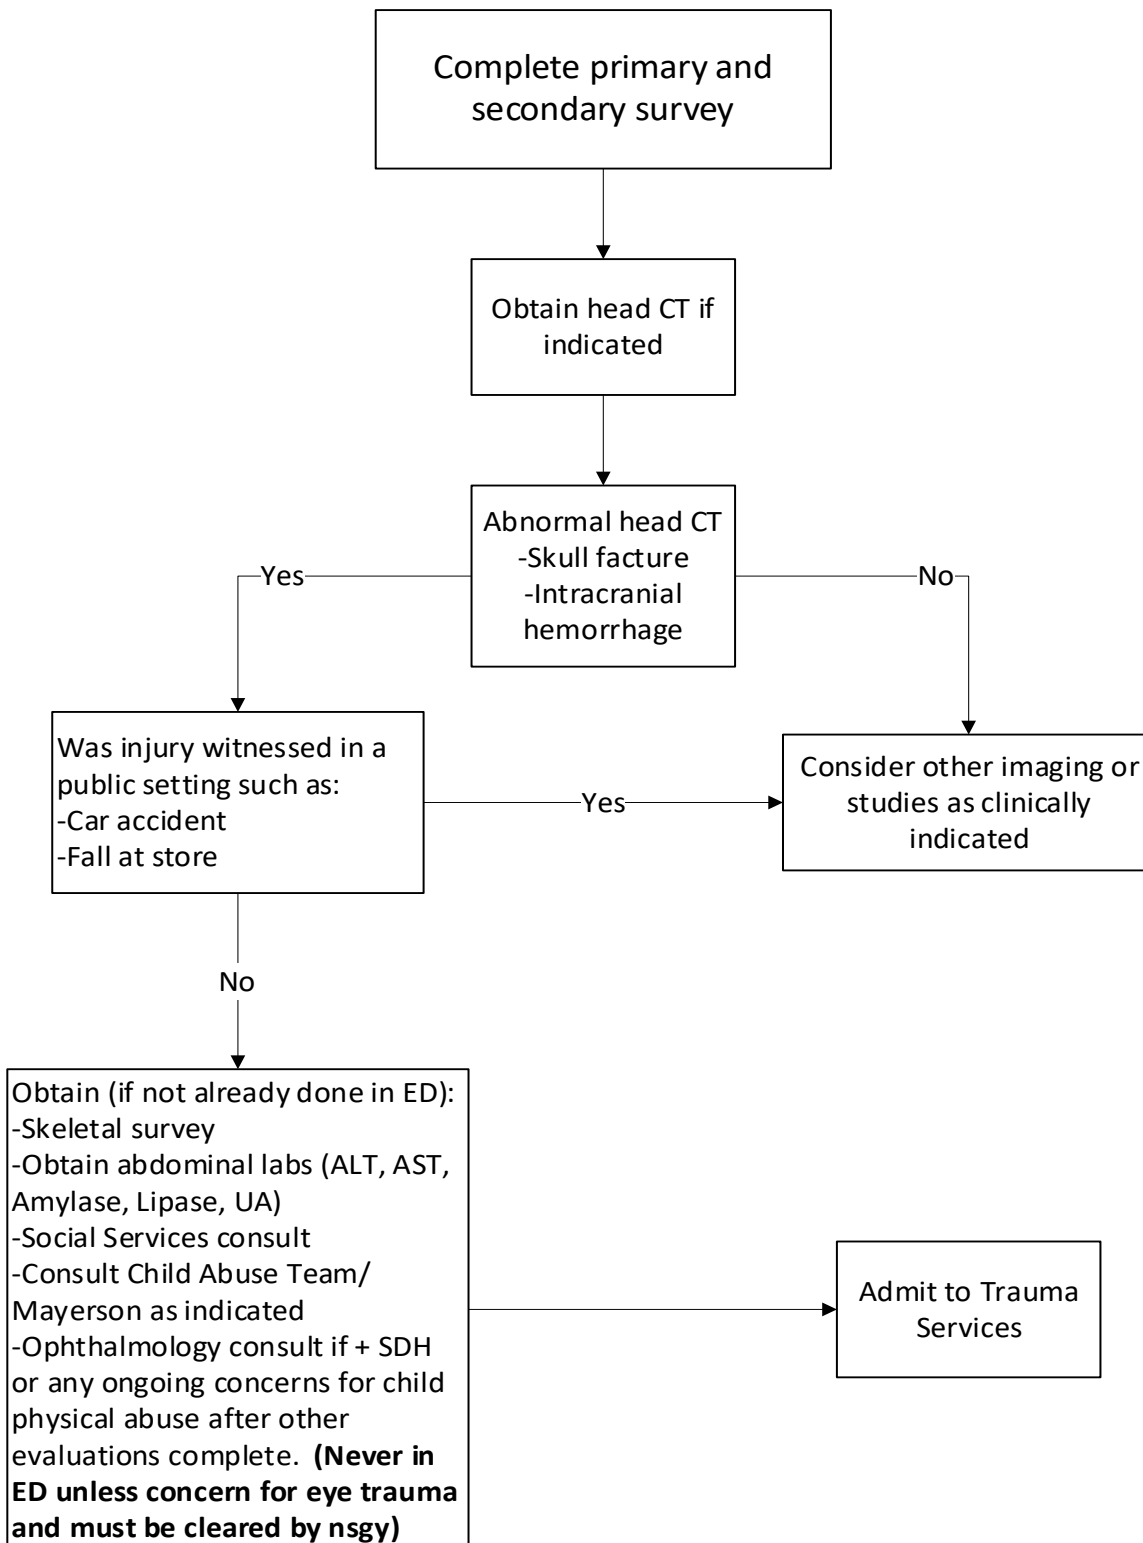 Complete primary and
secondary survey
Obtain head CT if
indicated
Abnormal head CT
-Skull facture
-Intracranial
hemorrhage
Yes
No
Was injury witnessed in a
public setting such as:
-Car accident
-Fall at store
Yes
Consider other imaging or
studies as clinically
indicated
No
Obtain (if not already done in ED):
-Skeletal survey
-Obtain abdominal labs (ALT, AST,
Amylase, Lipase, UA)
-Social Services consult
-Consult Child Abuse Team/
Mayerson as indicated
-Ophthalmology consult if + SDH
or any ongoing concerns for child
physical abuse after other
evaluations complete.  (Never in
ED unless concern for eye trauma
and must be cleared by nsgy)
Admit to Trauma
Services